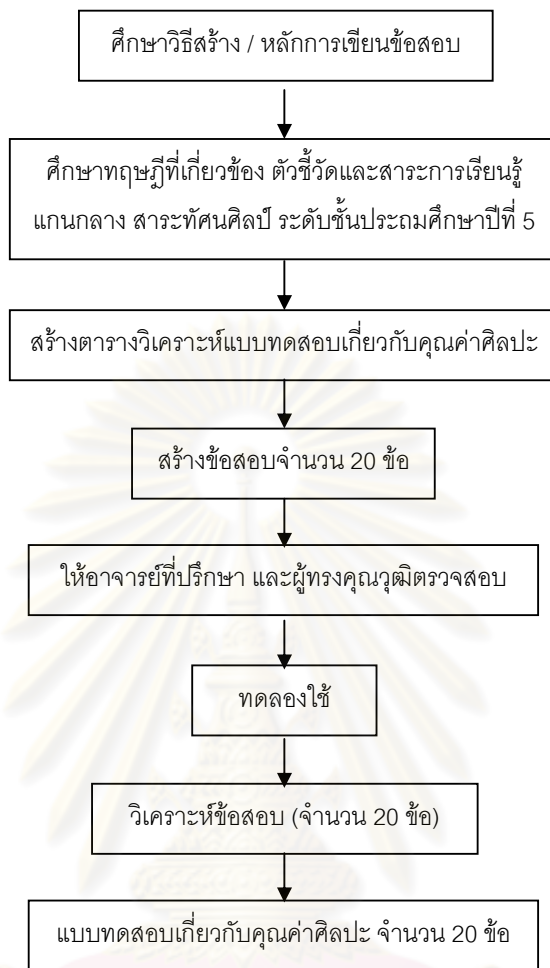 ศึกษาวิธีสร้าง / หลักการเขียนข้อสอบ
ศึกษาทฤษฎีที่เกี่ยวข้อง ตัวชี้วัดและสาระการเรียนรู้
แกนกลาง สาระทัศนศิลป์ ระดับชั้นประถมศึกษาปีที่ 5
สร้างตารางวิเคราะห์แบบทดสอบเกี่ยวกับคุณค่าศิลปะ
สร้างข้อสอบจำนวน 20 ข้อ
ให้อาจารย์ที่ปรึกษา และผู้ทรงคุณวุฒิตรวจสอบ
ทดลองใช้
วิเคราะห์ข้อสอบ (จำนวน 20 ข้อ)
แบบทดสอบเกี่ยวกับคุณค่าศิลปะ จำนวน 20 ข้อ